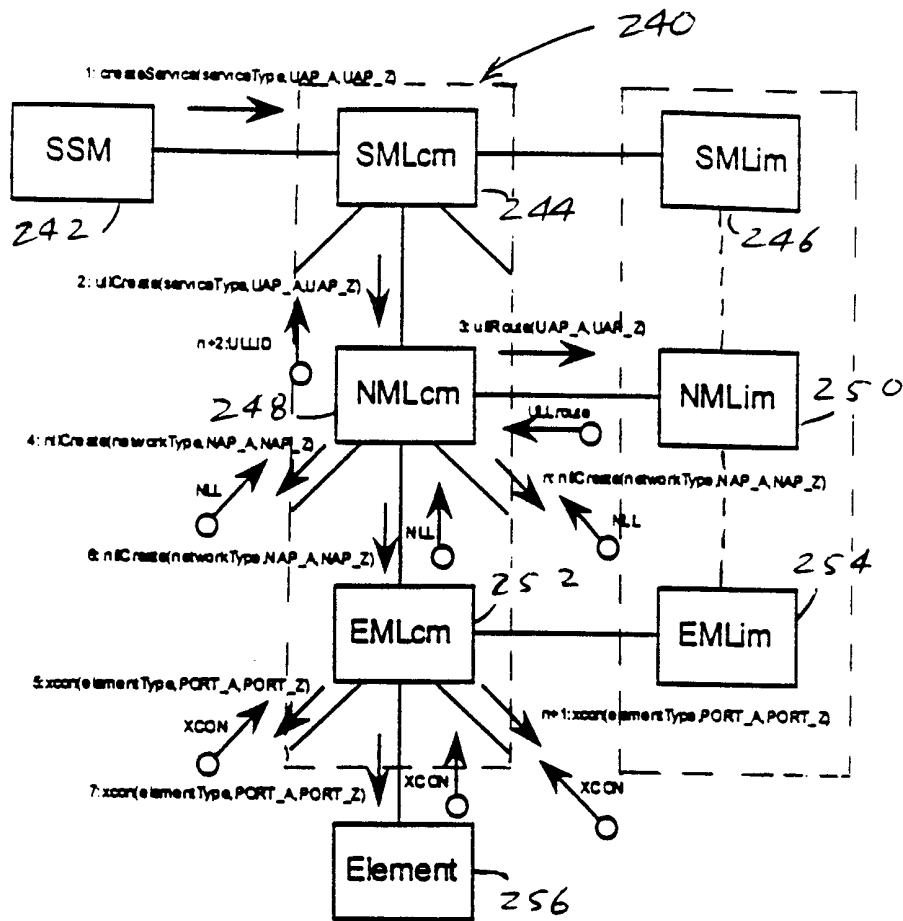 240
1: createService(serviceType,UAP_A,UAP_Z)
SSM
SMLcm
SMLim
242
244
246
2: ullCreate(serviceType,UAP_A,UAP_Z)
3: ullRoute(UAP_A,UAP_Z)
n+2:ULLID
NMLcm
NMLim
250
248
ULLroute
4: nllCreate(networkType,NAP_A,NAP_Z)
n: nllCreate(networkType,NAP_A,NAP_Z)
NLL
NLL
NLL
6: nllCreate(networkType,NAP_A,NAP_Z)
252
254
EMLcm
EMLim
5:xcon(elementType,PORT_A,PORT_Z)
n+1:xcon(elementType,PORT_A,PORT_Z)
XCON
XCON
XCON
7:xcon(elementType,PORT_A,PORT_Z)
Element
256